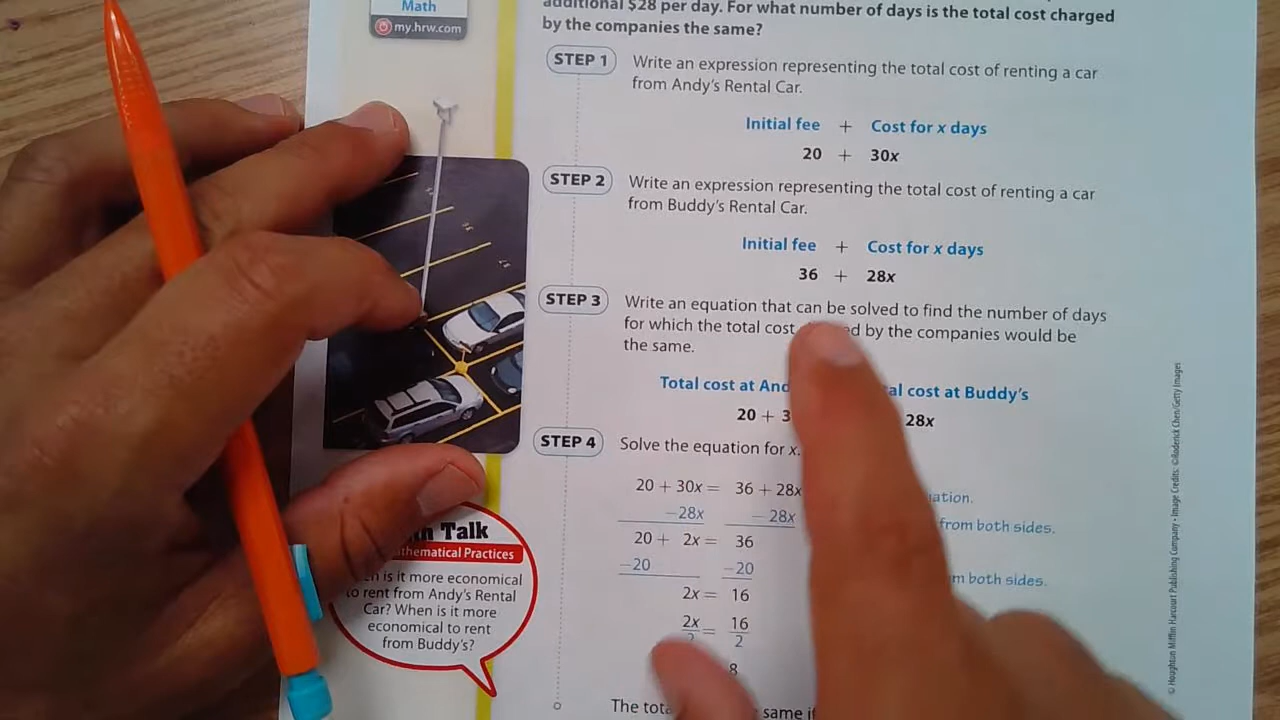 Math
my.hrw.com
additional $28 per day. For what number of days is the total cost charged
by the companies the same?
STEP 1 Write an expression representing the total cost of renting a car
from Andy's Rental Car.
Initial fee + Cost for x days
20 + 30x
STEP 2 Write an expression representing the total cost of renting a car
from Buddy's Rental Car.
Initial fee + Cost for x days
36 + 28x
STEP 3 Write an equation that can be solved to find the number of days
for which the total cost by the companies would be
the same.
Total cost at cost at Buddy's
20 + 28x
STEP 4 Solve the equation for x.
20 + 30x = 36 + 28x
−28x − 28x from both sides.
20 + 2x = 36
−20 −20 both sides.
2x = 16
2x = 16
2
8
The same
Talk
Mathematical Practices
is it more economical
to rent from Andy's Rental
Car? When is it more
economical to rent
from Buddy's?
© Houghton Mifflin Harcourt Publishing Company • Image Credits: ©Roderick Chen/Getty Images